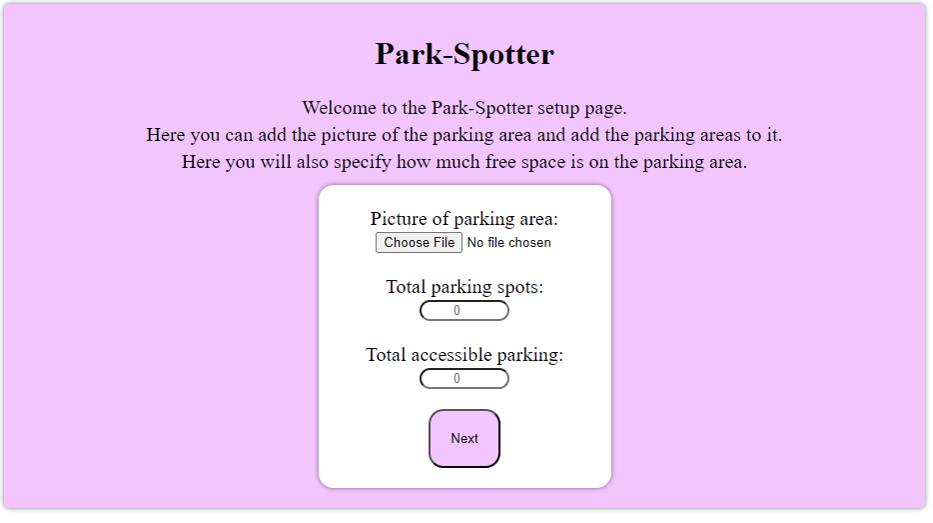 Park-Spotter
Welcome to the Park-Spotter setup page.
Here you can add the picture of the parking area and add the parking areas to it.
Here you will also specify how much free space is on the parking area.
Picture of parking area:
Choose File No file chosen
Total parking spots:
0
Total accessible parking:
0
Next